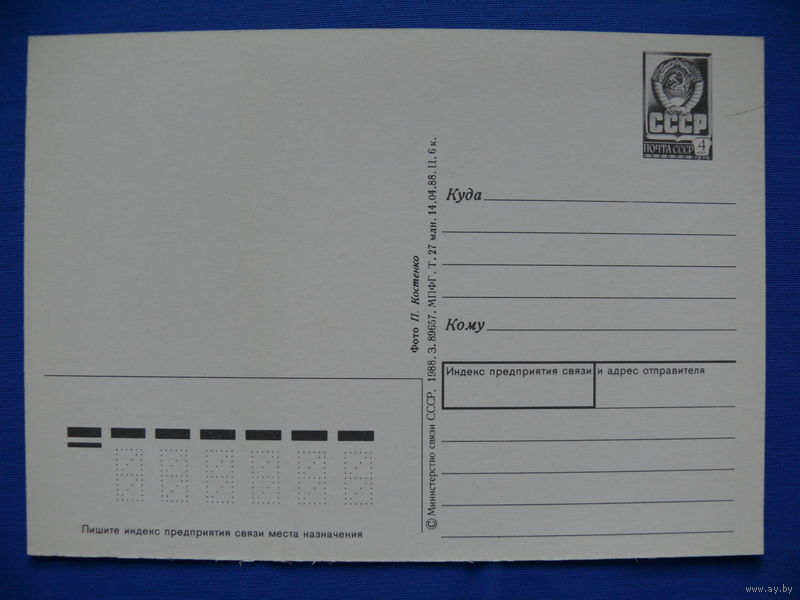 СССР
ПОЧТА СССР 4
1976
Куда
Кому
Индекс предприятия связи и адрес отправителя
Фото П. Костенко
© Министерство связи СССР, 1988. З. 89657. МПФГ. Т. 27 млн. 14.04.88. Ц. 6 к.
Пишите индекс предприятия связи места назначения
www.ay.by